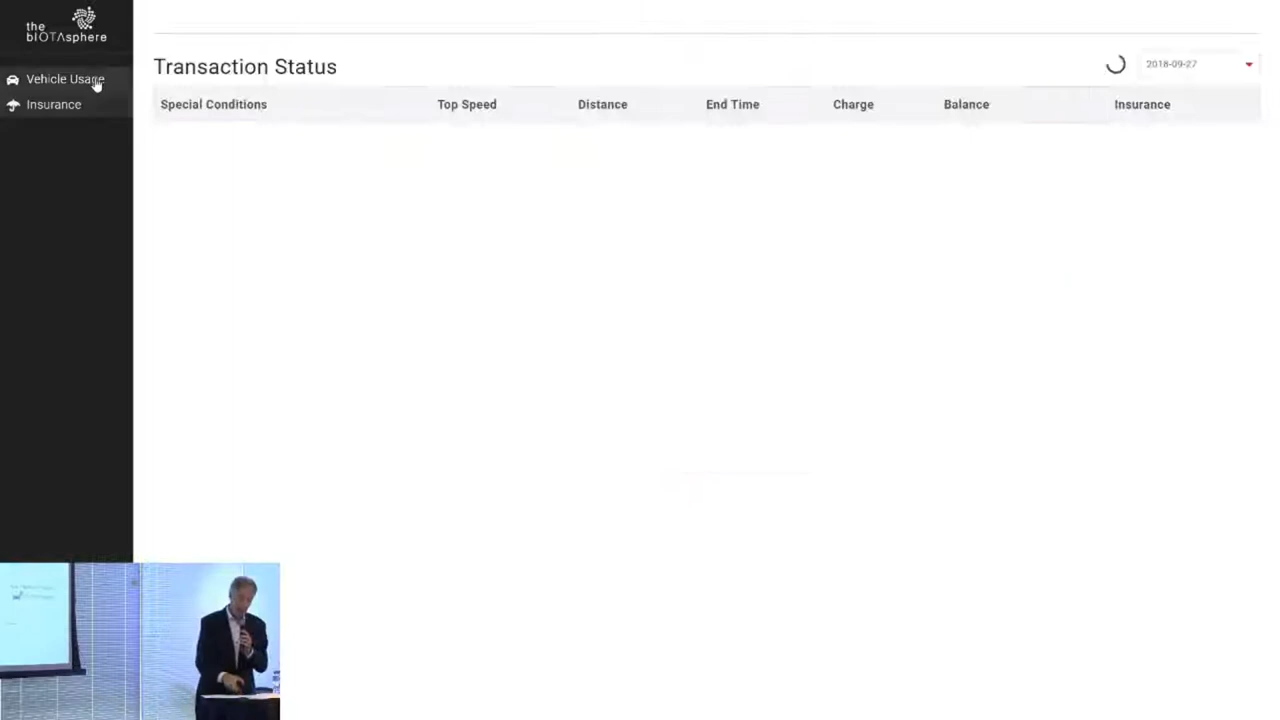 the
bIOTAsphere
Vehicle Usage
Insurance
Transaction Status
2018-09-27
Special Conditions Top Speed Distance End Time Charge Balance Insurance